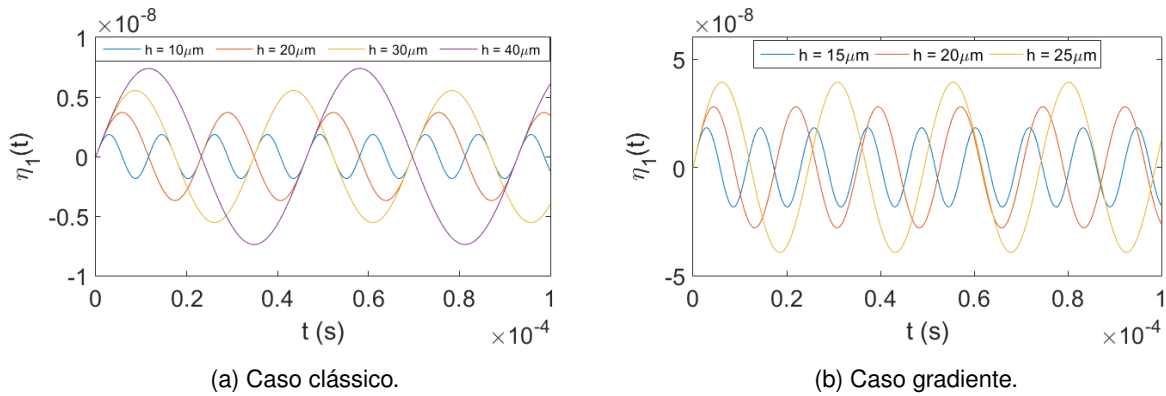 ×10^-8
1
h = 10μm h = 20μm h = 30μm h = 40μm
0.5
0
-0.5
-1
η₁(t)
0 0.2 0.4 0.6 0.8 1
t (s)
×10^-4
(a) Caso clássico.
×10^-8
h = 15μm h = 20μm h = 25μm
5
0
-5
η₁(t)
0 0.2 0.4 0.6 0.8 1
t (s)
×10^-4
(b) Caso gradiente.